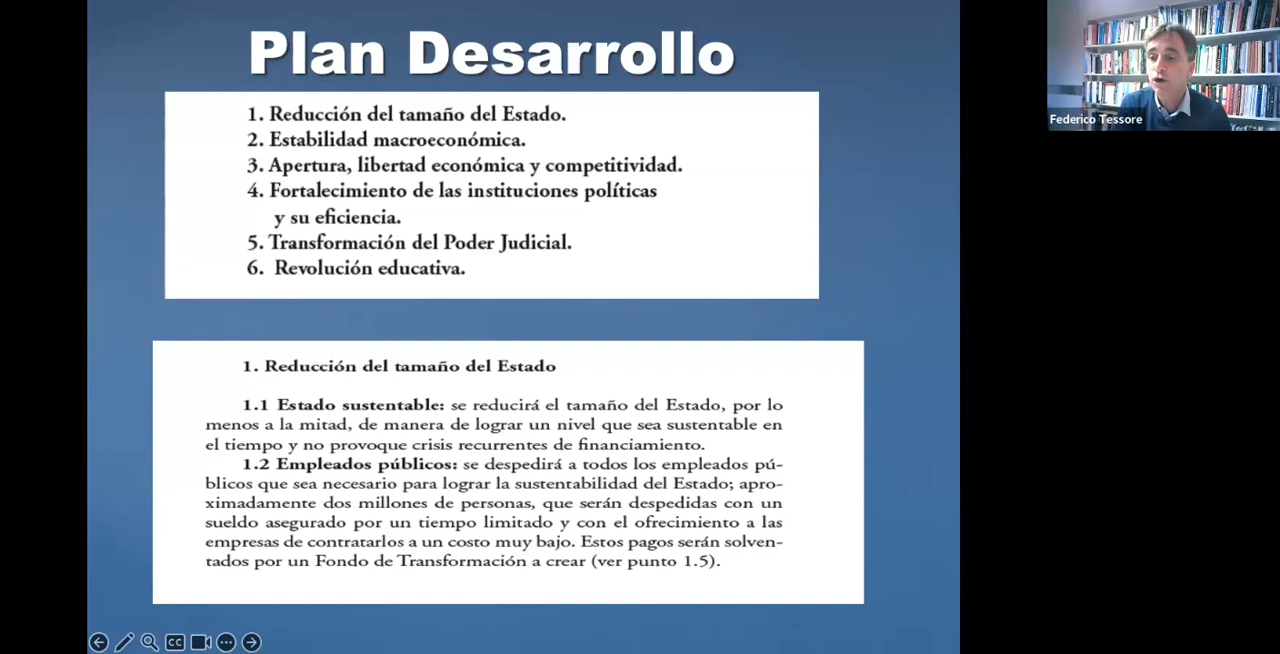 Plan Desarrollo
1. Reducción del tamaño del Estado.
2. Estabilidad macroeconómica.
3. Apertura, libertad económica y competitividad.
4. Fortalecimiento de las instituciones políticas
y su eficiencia.
5. Transformación del Poder Judicial.
6. Revolución educativa.
1. Reducción del tamaño del Estado
1.1 Estado sustentable: se reducirá el tamaño del Estado, por lo
menos a la mitad, de manera de lograr un nivel que sea sustentable en
el tiempo y no provoque crisis recurrentes de financiamiento.
1.2 Empleados públicos: se despedirá a todos los empleados pú-
blicos que sea necesario para lograr la sustentabilidad del Estado; apro-
ximadamente dos millones de personas, que serán despedidas con un
sueldo asegurado por un tiempo limitado y con el ofrecimiento a las
empresas de contratarlos a un costo muy bajo. Estos pagos serán solven-
tados por un Fondo de Transformación a crear (ver punto 1.5).
CC
Federico Tessore